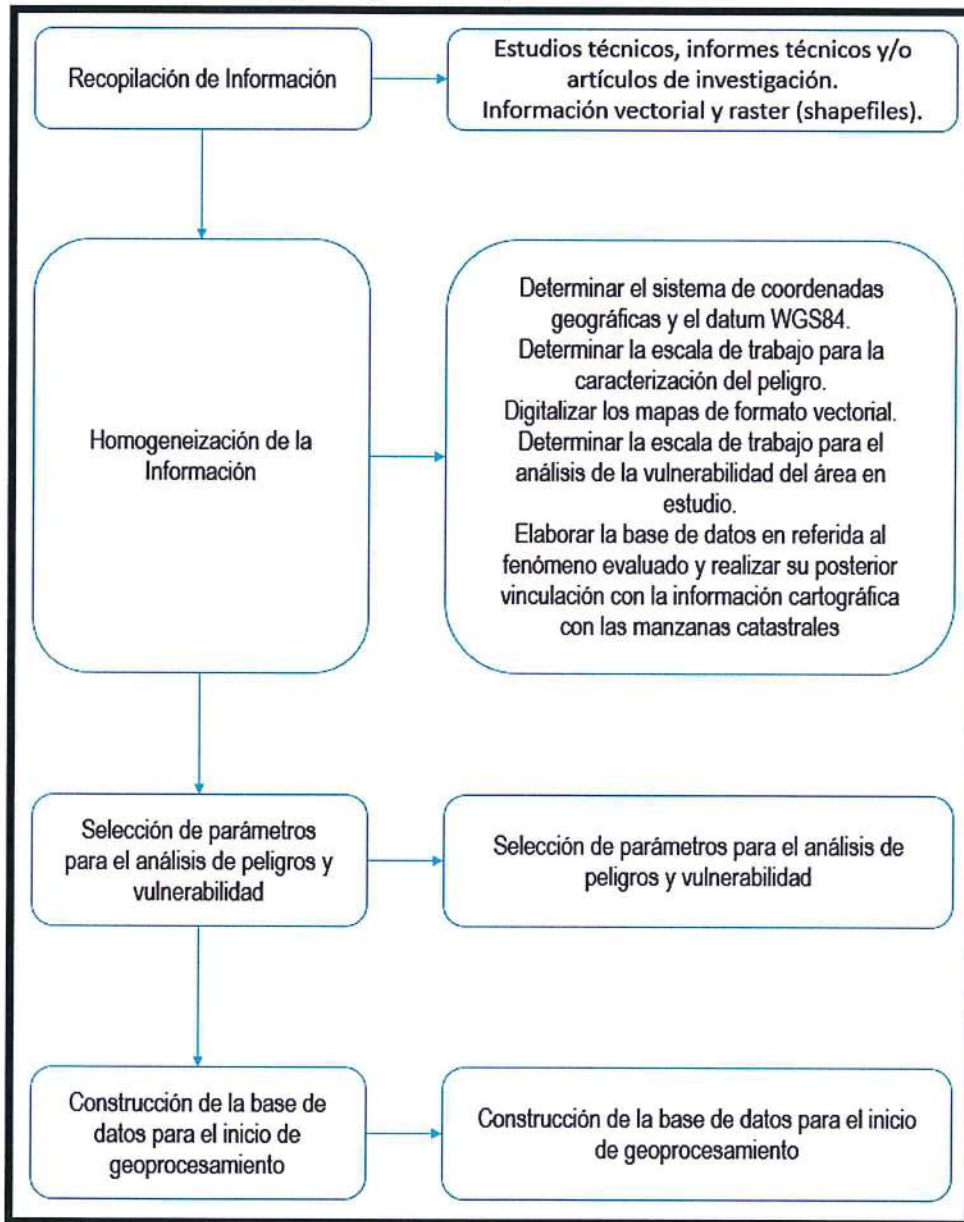 Recopilación de Información
Estudios técnicos, informes técnicos y/o
artículos de investigación.
Información vectorial y raster (shapefiles).
Homogeneización de la
Información
Determinar el sistema de coordenadas
geográficas y el datum WGS84.
Determinar la escala de trabajo para la
caracterización del peligro.
Digitalizar los mapas de formato vectorial.
Determinar la escala de trabajo para el
análisis de la vulnerabilidad del área en
estudio.
Elaborar la base de datos en referida al
fenómeno evaluado y realizar su posterior
vinculación con la información cartográfica
con las manzanas catastrales
Selección de parámetros
para el análisis de peligros y
vulnerabilidad
Selección de parámetros para el análisis de
peligros y vulnerabilidad
Construcción de la base de
datos para el inicio de
geoprocesamiento
Construcción de la base de datos para el inicio
de geoprocesamiento